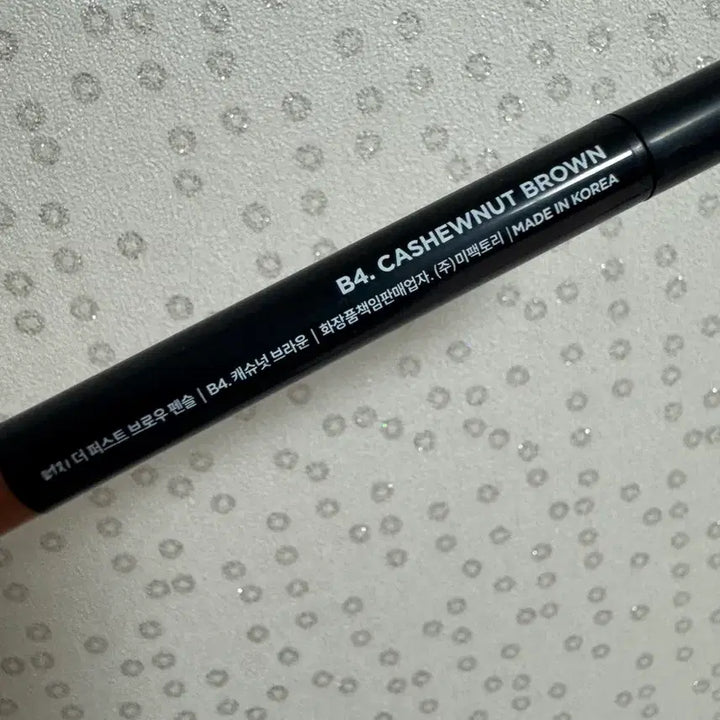 B4. CASHEWNUT BROWN
더 퍼스트 브로우 펜슬 | B4. 캐슈넛 브라운 | 화장품책임판매업자. (주)미팩토리 | MADE IN KOREA